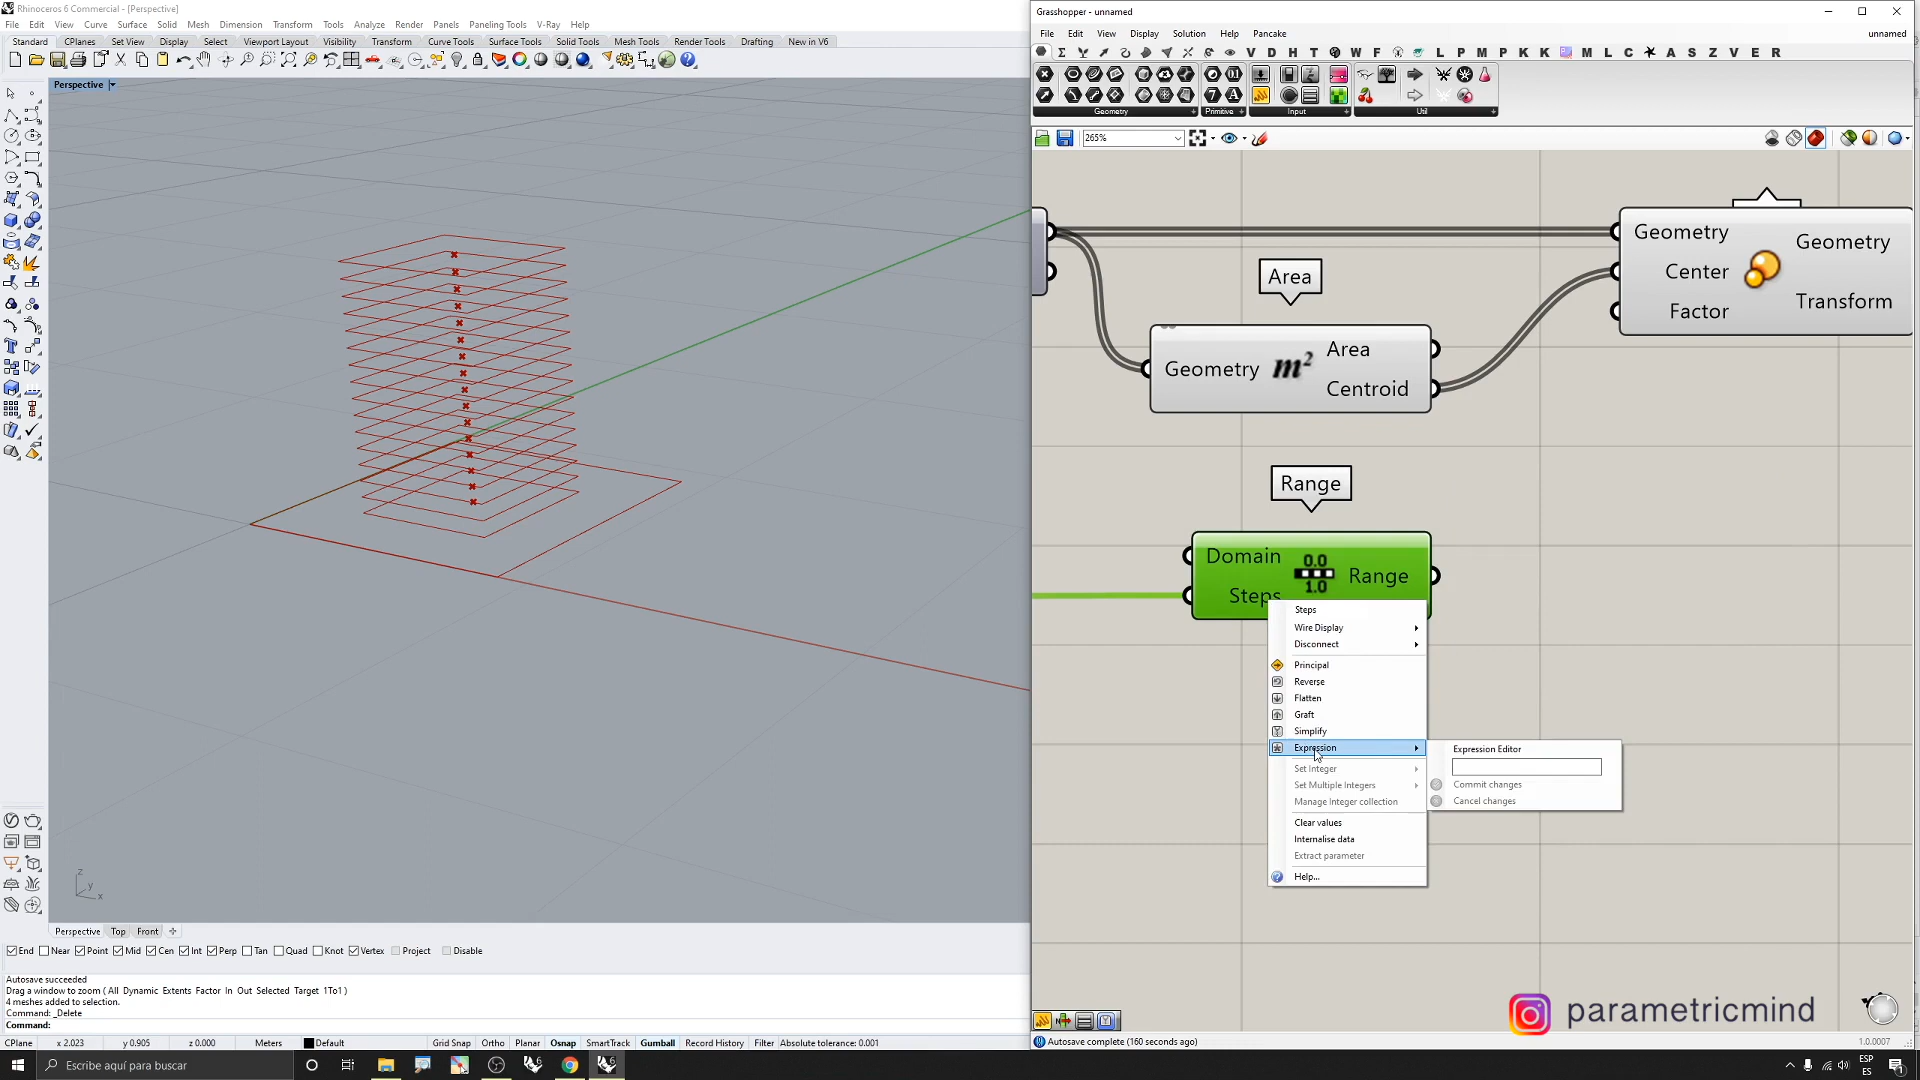 Rhinoceros 6 Commercial - [Perspective]
File Edit View Curve Surface Solid Mesh Dimension Transform Tools Analyze Render Panels Paneling Tools V-Ray Help
Standard CPlanes Set View Display Select Viewport Layout Visibility Transform Curve Tools Surface Tools Solid Tools Mesh Tools Render Tools Drafting New in V6
Perspective
z
y
x
Perspective Top Front
End Near Point Mid Cen Int Perp Tan Quad Knot Vertex Project Disable
Autosave succeeded
Drag a window to zoom ( All Dynamic Extents Factor In Out Selected Target 1To1 )
4 meshes added to selection.
Command: _Delete
Command:
CPlane x 2.023 y 0.905 z 0.000 Meters Default Grid Snap Ortho Planar Osnap SmartTrack Gumball Record History Filter Absolute tolerance: 0.001
Grasshopper - unnamed
File Edit View Display Solution Help Pancake unnamed
V D H T W F L P M P K K M L C A S Z V E R
Geometry Primitive Input Util
265%
Geometry
Center
Factor
Geometry
Transform
Area
Geometry m² Area
Centroid
Range
Domain
Steps
0.0
1.0
Range
Steps
Wire Display
Disconnect
Principal
Reverse
Flatten
Graft
Simplify
Expression
Set Integer
Set Multiple Integers
Manage Integer collection
Clear values
Internalise data
Extract parameter
Help...
Expression Editor
Commit changes
Cancel changes
parametricmind
Autosave complete (160 seconds ago) 1.0.0007
Escribe aquí para buscar
ESP
ES